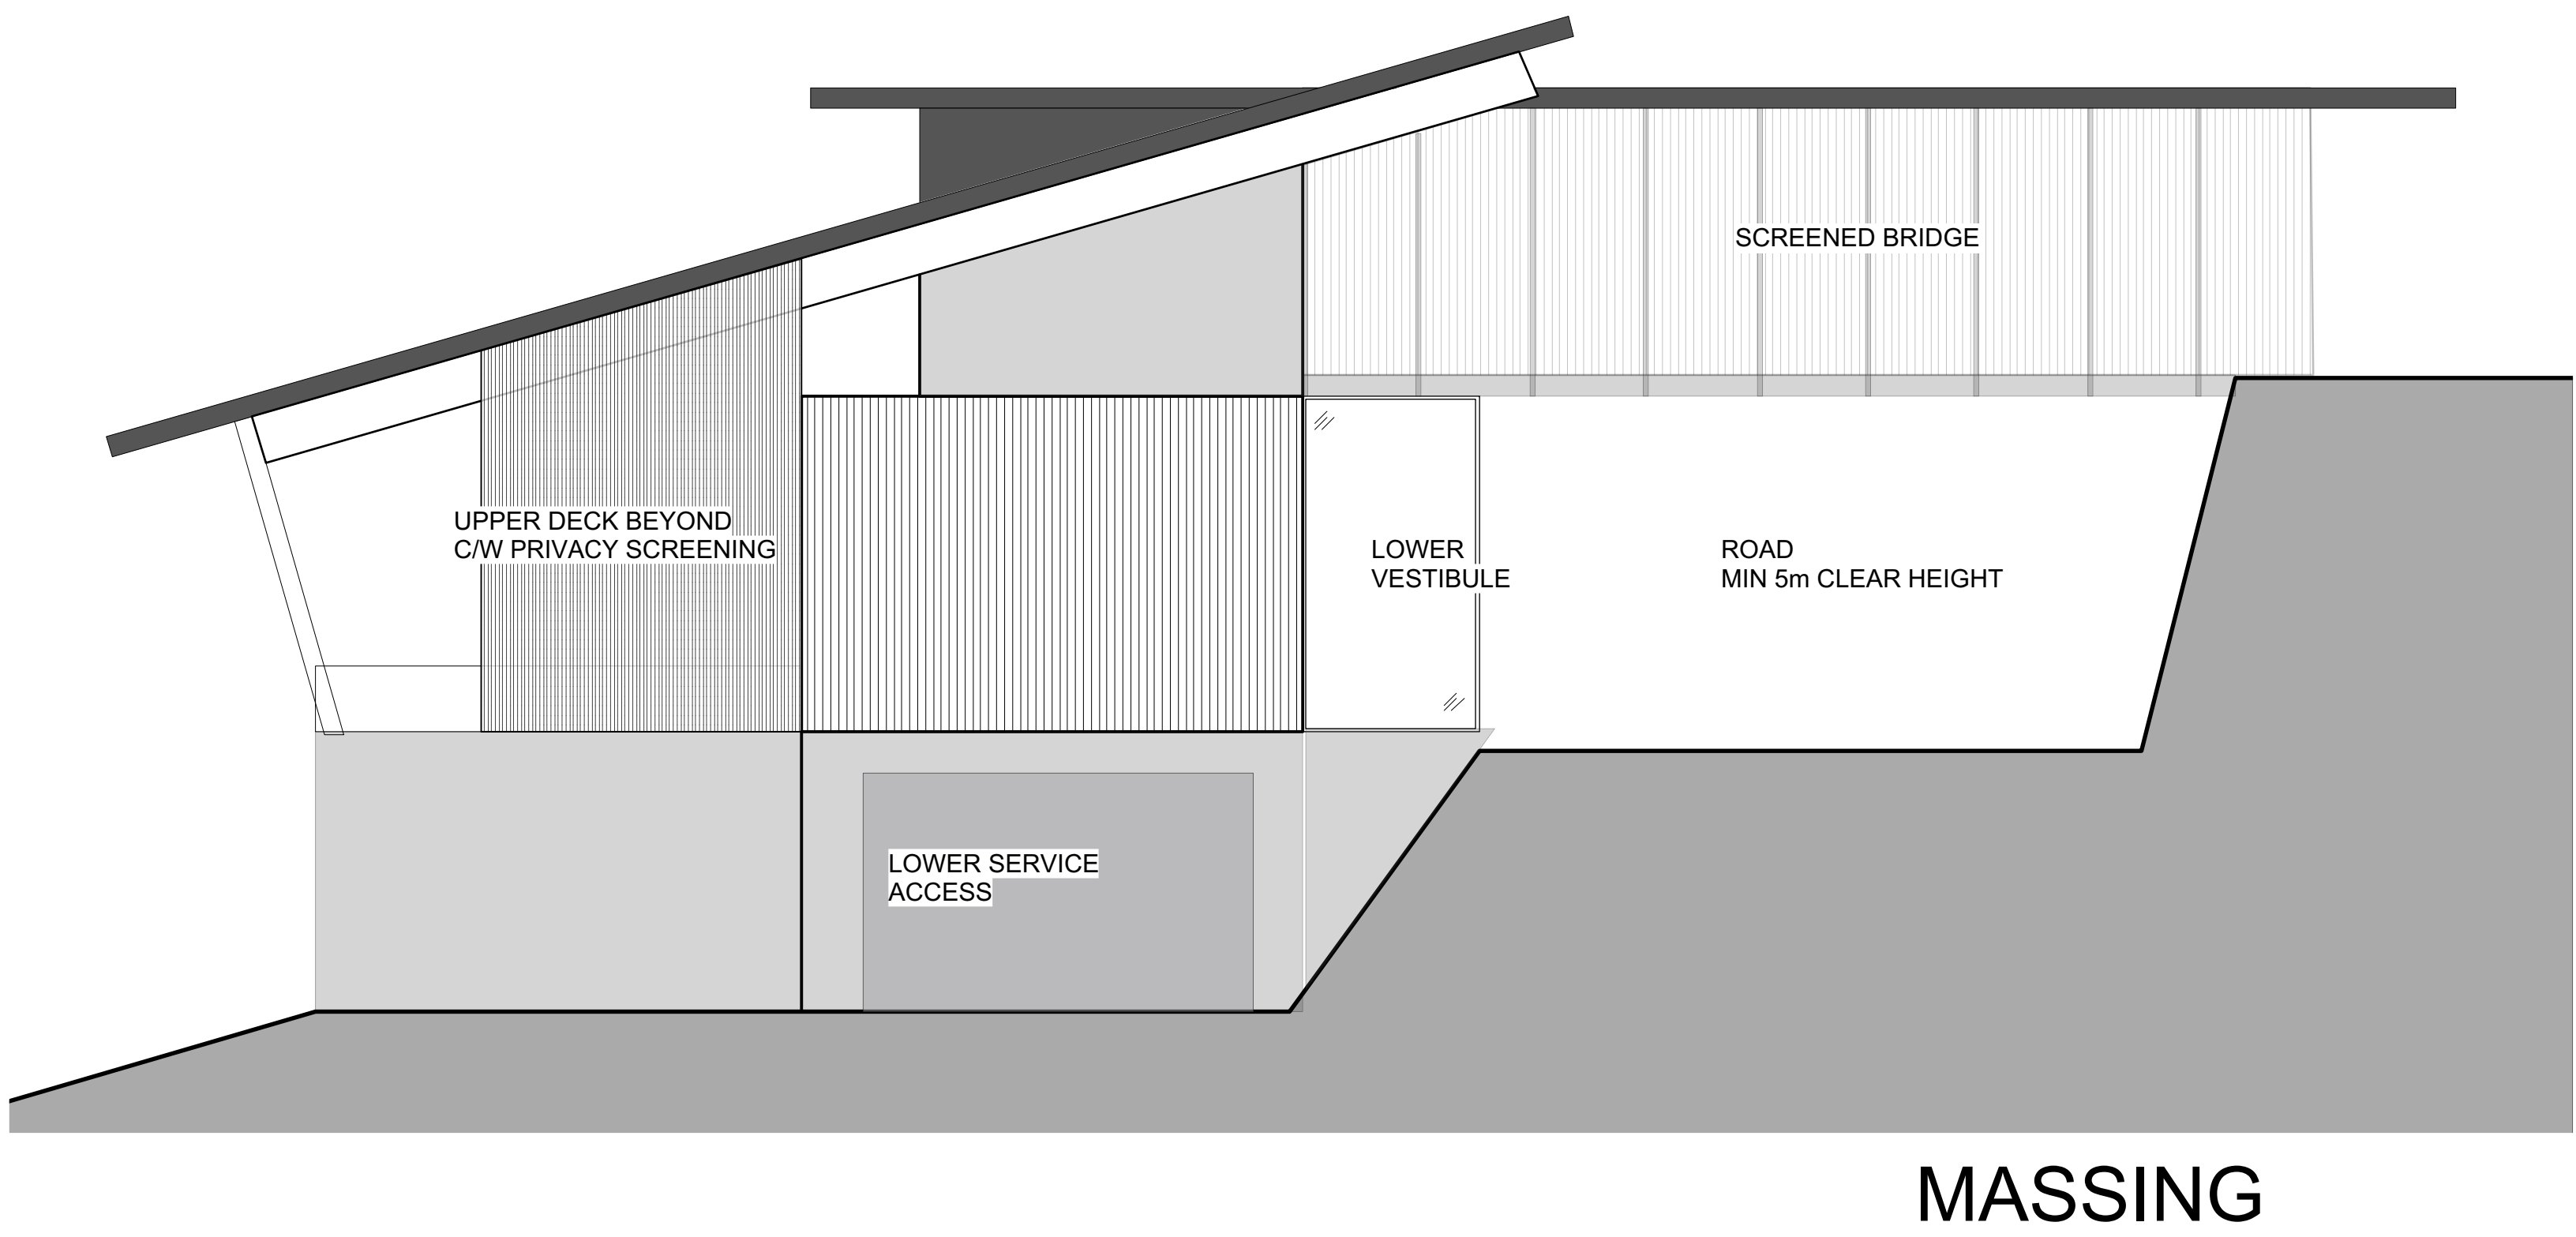 SCREENED BRIDGE
UPPER DECK BEYOND
C/W PRIVACY SCREENING
LOWER
VESTIBULE
ROAD
MIN 5m CLEAR HEIGHT
LOWER SERVICE
ACCESS
MASSING